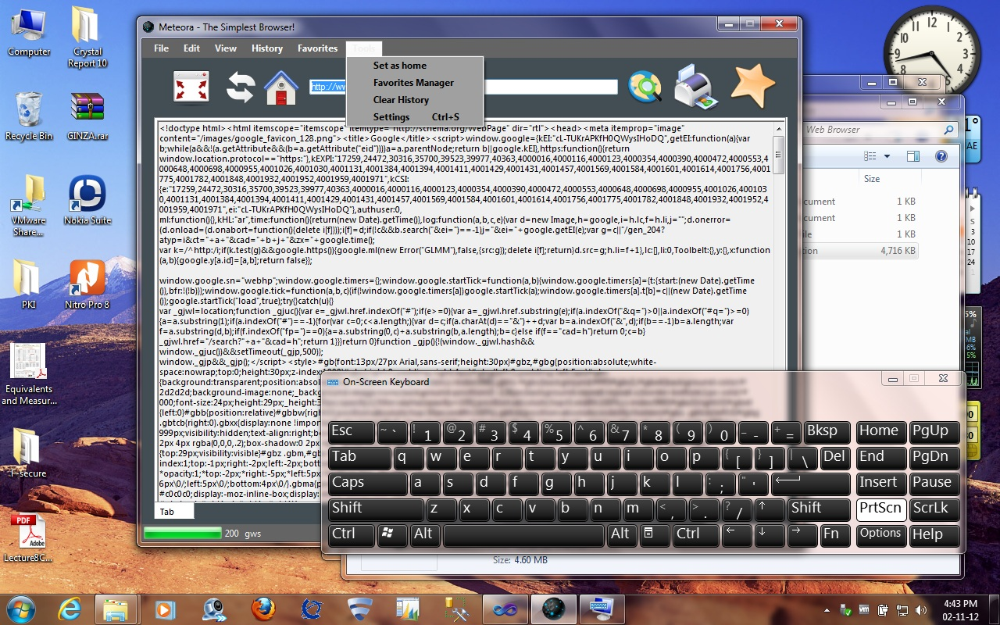 Computer
Crystal Report 10
Recycle Bin
GINZA.rar
VMware Share...
Nokia Suite
PKI
Nitro Pro 8
Equivalents and Measur...
F-secure
PDF
Adobe
Lecture8C...
Meteora - The Simplest Browser!
File Edit View History Favorites Tools
Set as home
Favorites Manager
Clear History
Settings Ctrl+S
http://ww
<!doctype html><html itemscope="itemscope" itemtype="http://schema.org/WebPage" dir="rtl"><head><meta itemprop="image"
content="/images/google_favicon_128.png"><title>Google</title><script>window.google={kEI:"cL-TUKrAPKfH0QWysIHoDQ",getEI:function(a){var
b;while(a&&!(a.getAttribute&&(b=a.getAttribute("eid"))))a=a.parentNode;return b||google.kEI},https:function(){return
window.location.protocol=="https:"},kEXPI:"17259,24472,30316,35700,39523,39977,40363,4000016,4000116,4000123,4000354,4000390,4000472,4000553,4
000648,4000698,4000955,4001026,4001030,4001131,4001384,4001394,4001411,4001429,4001431,4001457,4001569,4001584,4001601,4001614,4001756,4001
775,4001782,4001848,4001932,4001952,4001959,4001971",kCSI:
{e:"17259,24472,30316,35700,39523,39977,40363,4000016,4000116,4000123,4000354,4000390,4000472,4000553,4000648,4000698,4000955,4001026,400103
0,4001131,4001384,4001394,4001411,4001429,4001431,4001457,4001569,4001584,4001601,4001614,4001756,4001775,4001782,4001848,4001932,4001952,4
001959,4001971",ei:"cL-TUKrAPKfH0QWysIHoDQ"},authuser:0,
ml:function(){},kHL:"ar",time:function(){return(new Date).getTime()},log:function(a,b,c,e){var d=new Image,h=google,i=h.lc,f=h.li,j="";d.onerror=
(d.onload=(d.onabort=function(){delete i[f]}));i[f]=d;if(!c&&b.search("&ei=")==-1)j="&ei="+google.getEI(e);var g=c||"/gen_204?
atyp=i&ct="+a+"&cad="+b+j+"&zx="+google.time();
var k=/^http:/i;if(k.test(g)&&google.https()){google.ml(new Error("GLMM"),false,{src:g});delete i[f];return}d.src=g;h.li=f+1},lc:[],li:0,Toolbelt:{},y:{},x:function
(a,b){google.y[a.id]=[a,b];return false}};
window.google.sn="webhp";window.google.timers={};window.google.startTick=function(a,b){window.google.timers[a]={t:{start:(new Date).getTime
()},bfr:!(!b)}};window.google.tick=function(a,b,c){if(!window.google.timers[a])google.startTick(a);window.google.timers[a].t[b]=c||(new Date).getTime
()};google.startTick("load",true);try{}catch(u){}
var _gjwl=location;function _gjuc(){var e=_gjwl.href.indexOf("#");if(e>=0){var a=_gjwl.href.substring(e);if(a.indexOf("&q=")>0||a.indexOf("#q=")>=0)
{a=a.substring(1);if(a.indexOf("#")==-1){for(var c=0;c<a.length;){var d=c;if(a.charAt(d)=="&")++d;var b=a.indexOf("&",d);if(b==-1)b=a.length;var
f=a.substring(d,b);if(f.indexOf("fp=")==0){a=a.substring(0,c)+a.substring(b,a.length);b=c}else if(f=="cad=h")return 0;c=b}
_gjwl.href="/search?"+a+"&cad=h";return 1}}}return 0}function _gjp(){!(window._gjwl.hash&&
window._gjuc())&&setTimeout(_gjp,500)};
window._gjp&&_gjp();</script><style>#gb{font:13px/27px Arial,sans-serif;height:30px}#gbz,#gbg{position:absolute;white-
space:nowrap;top:0;height:30px;z-index
{background:transparent;position:absol
2d2d2d;background-image:none;_backg
000;font-size:24px;height:29px;_height:3
{left:0}#gbb{position:relative}#gbbw{right
.gbtcb{right:0}.gbxx{display:none !import
999px;visibility:hidden;text-align:right;bo
2px 4px rgba(0,0,0,.2);box-shadow:0 2px
{top:29px;visibility:visible}#gbz .gbm,#gb
index:1;top:-1px;right:-2px;left:-2px;botto
*opacity:1;*top:-2px;*right:-5px;*left:5px
6px\0/;left:5px\0/;bottom:4px\0/}.gbma{p
#c0c0c0;display:-moz-inline-box;display:
Tab
200 gws
Web Browser
Size
ocument 1 KB
ocument 1 KB
file 1 KB
tion 4,716 KB
Size: 4.60 MB
1°
AE
S
3
10
17
24
1
On-Screen Keyboard
Esc ~ ` ! 1 @ 2 # 3 $ 4 % 5 ^ 6 & 7 * 8 ( 9 ) 0 _ - + = Bksp Home PgUp
Tab q w e r t y u i o p { [ } ] | \ Del End PgDn
Caps a s d f g h j k l : ; " ' Insert Pause
Shift z x c v b n m < , > . ? / ↑ Shift PrtScn ScrLk
Ctrl Alt Alt Ctrl ← ↓ → Fn Options Help
4:43 PM
02-11-12